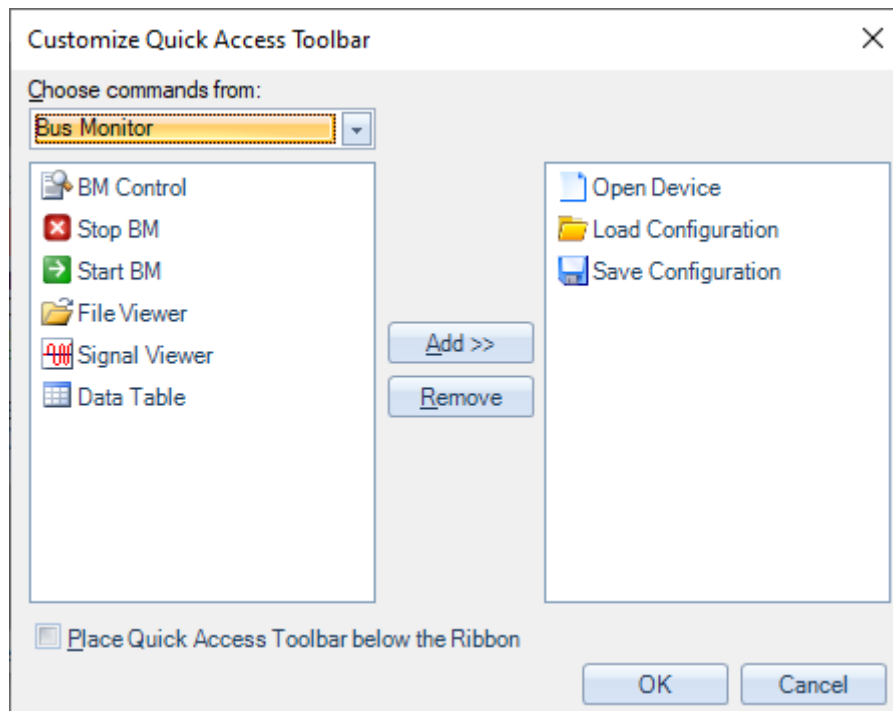 Customize Quick Access Toolbar
Choose commands from:
Bus Monitor
BM Control
Stop BM
Start BM
File Viewer
Signal Viewer
Data Table
Add >>
Remove
Open Device
Load Configuration
Save Configuration
Place Quick Access Toolbar below the Ribbon
OK
Cancel